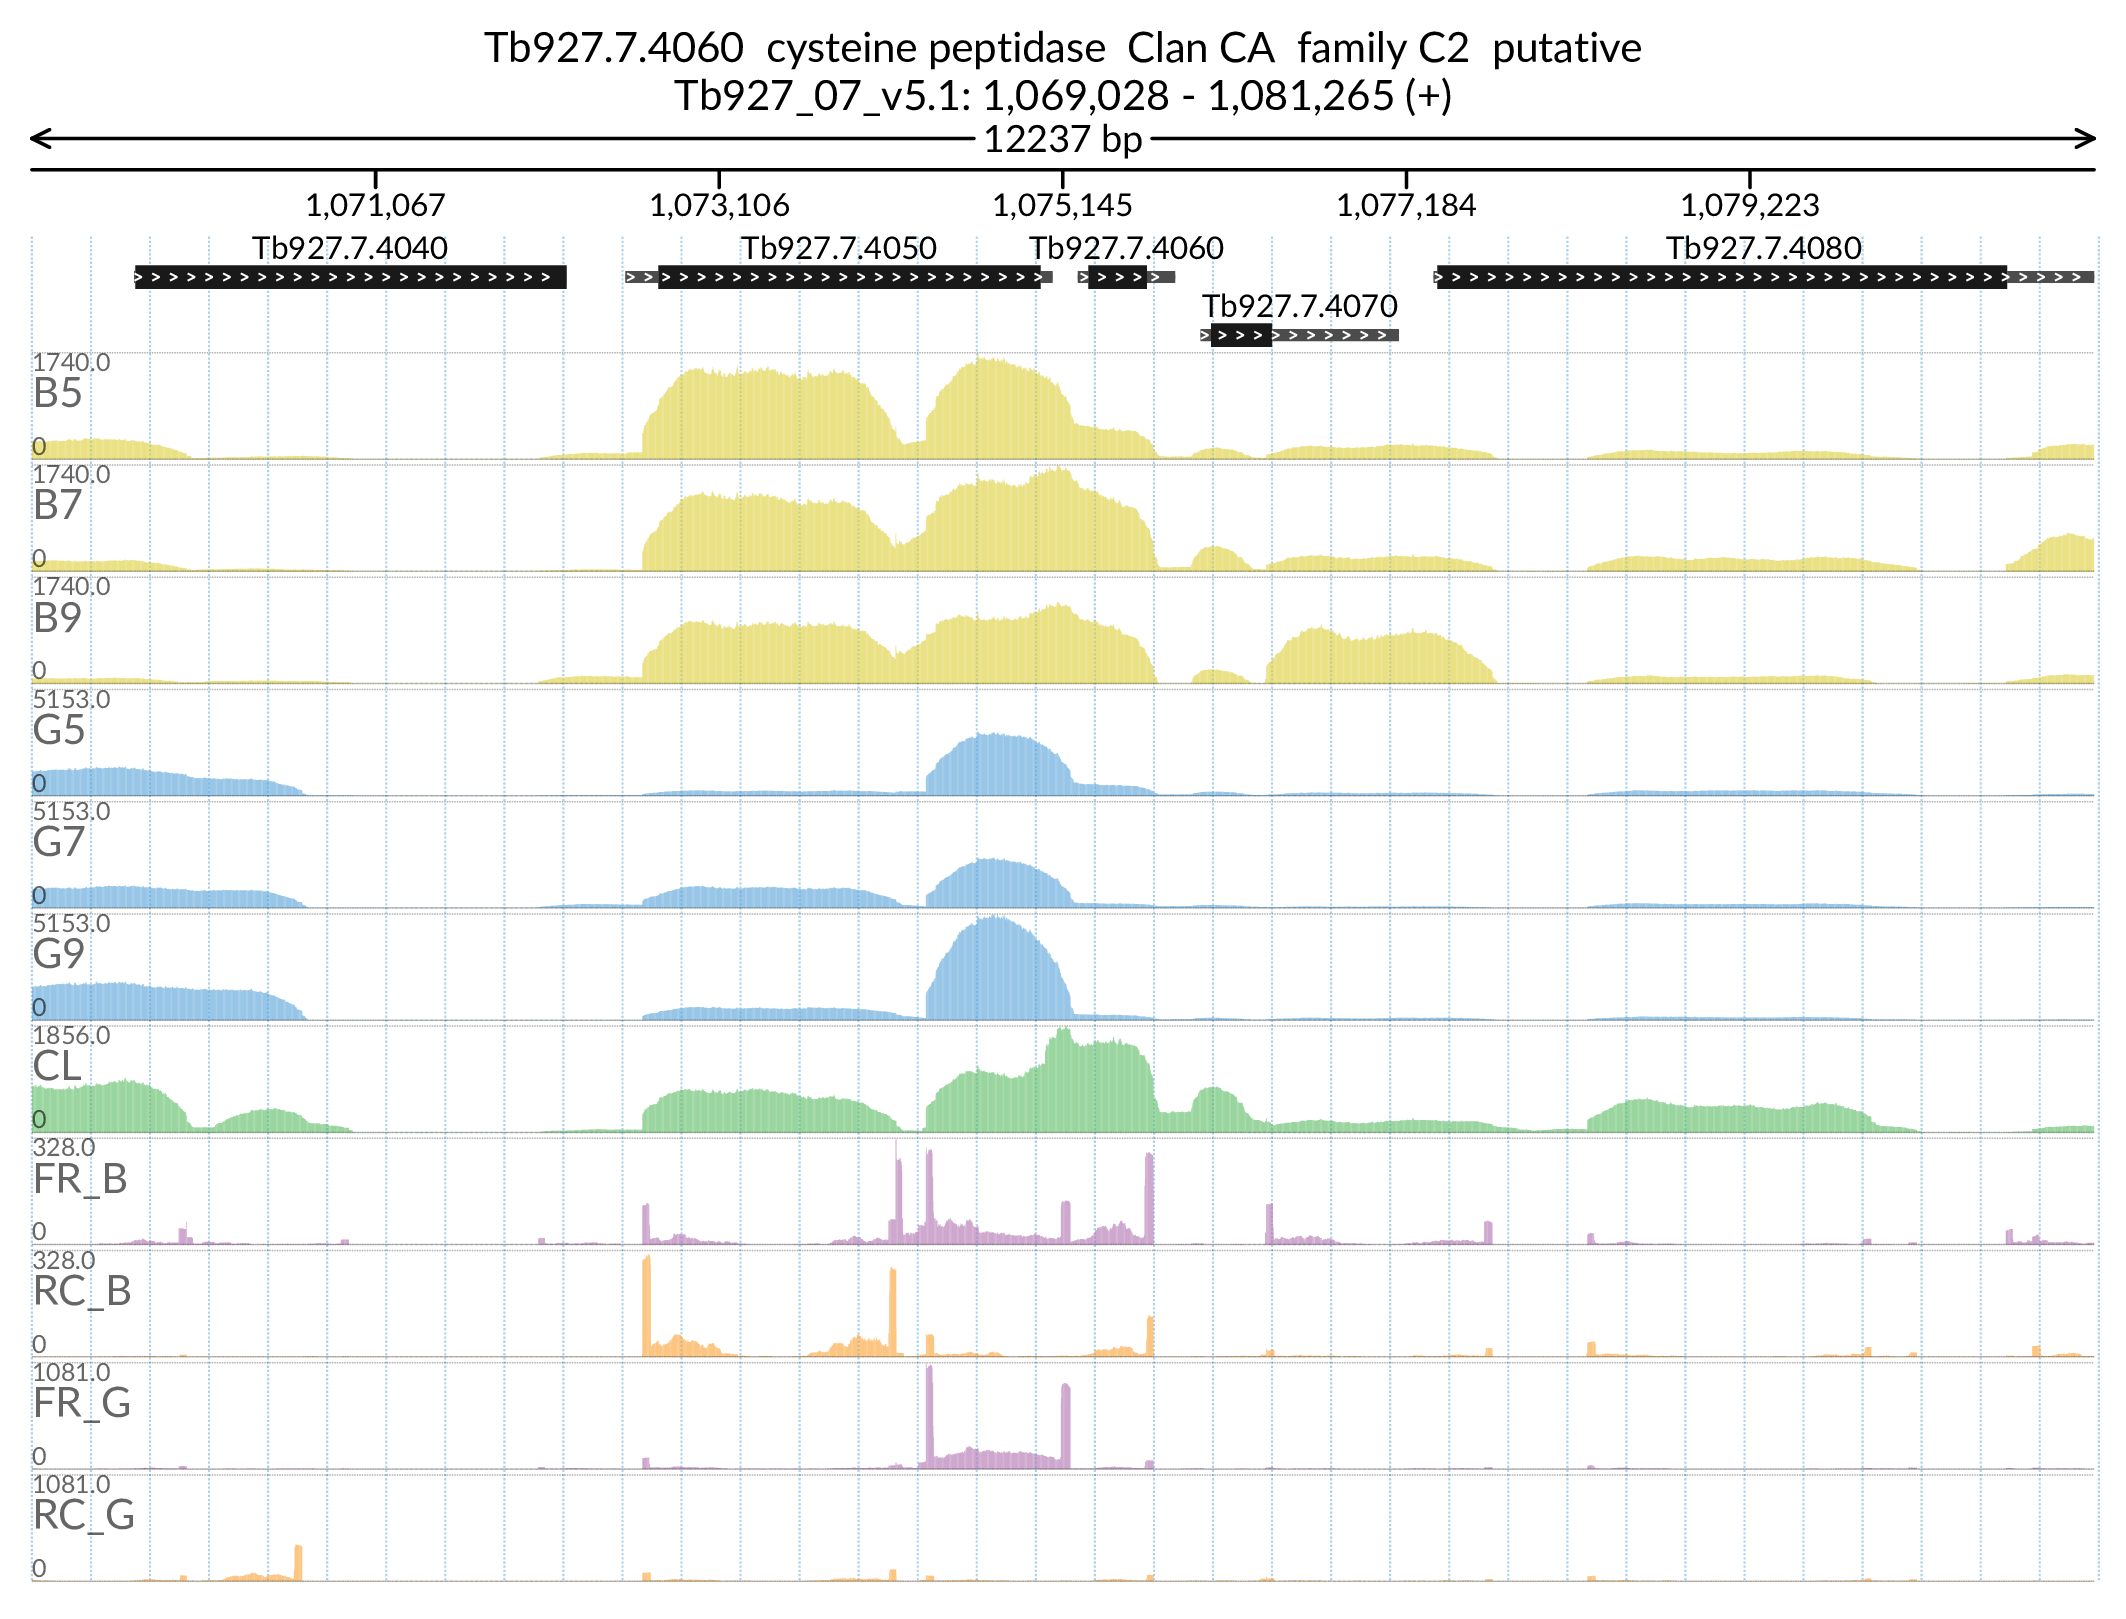 Tb927.7.4060  cysteine peptidase  Clan CA  family C2  putative
Tb927_07_v5.1: 1,069,028 - 1,081,265 (+)
12237 bp
1,071,067 1,073,106 1,075,145 1,077,184 1,079,223
Tb927.7.4040 Tb927.7.4050 Tb927.7.4060 Tb927.7.4080
Tb927.7.4070
1740.0
B5
0
1740.0
B7
0
1740.0
B9
0
5153.0
G5
0
5153.0
G7
0
5153.0
G9
0
1856.0
CL
0
328.0
FR_B
0
328.0
RC_B
0
1081.0
FR_G
0
1081.0
RC_G
0